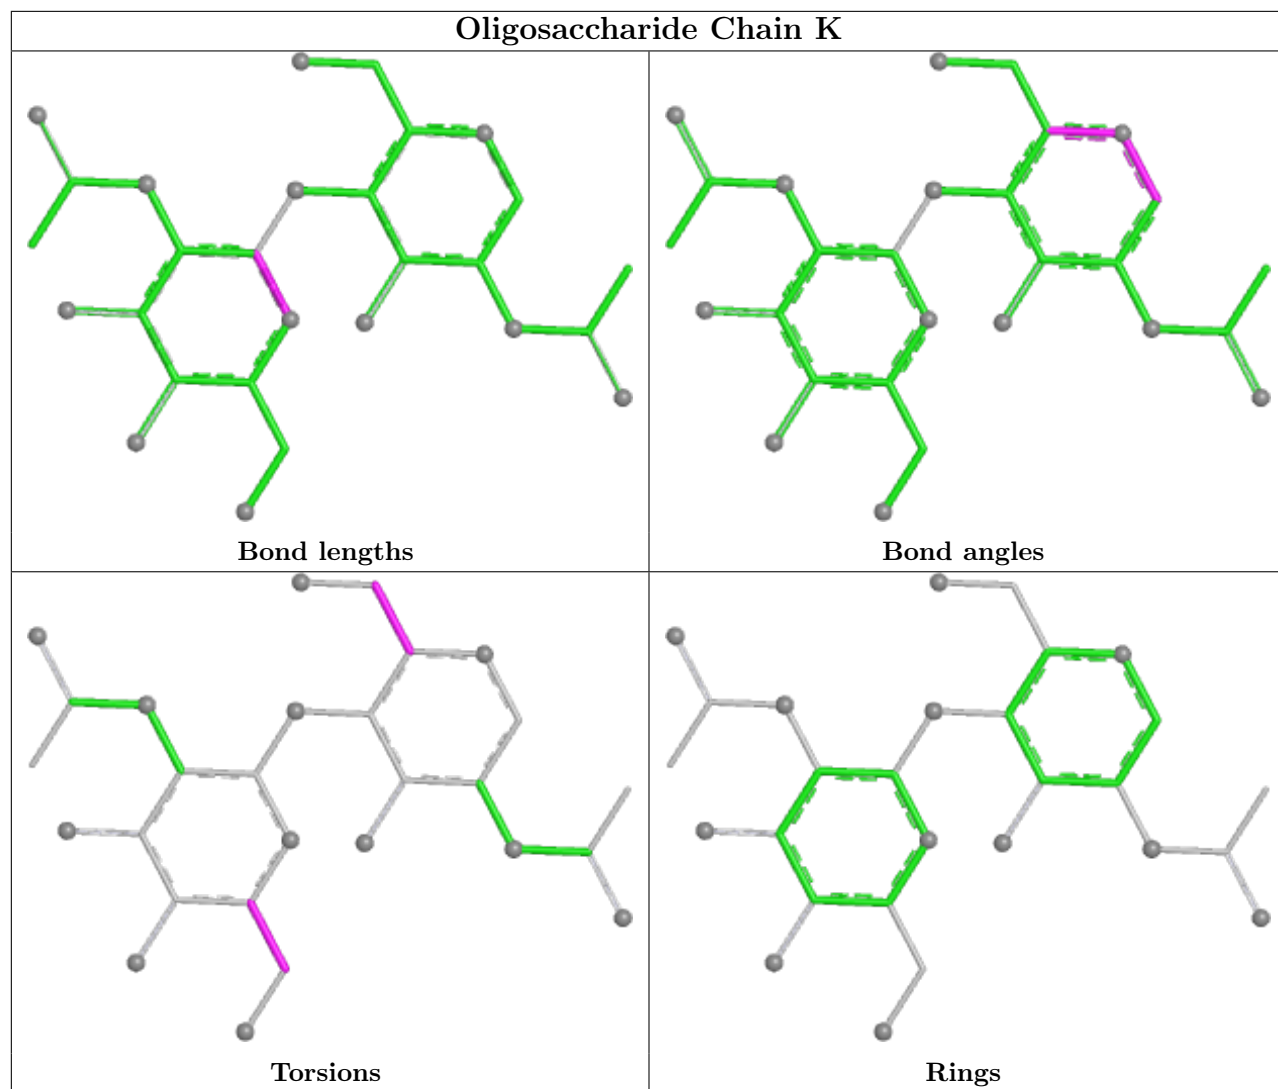 Oligosaccharide Chain K
Bond lengths
Bond angles
Torsions
Rings